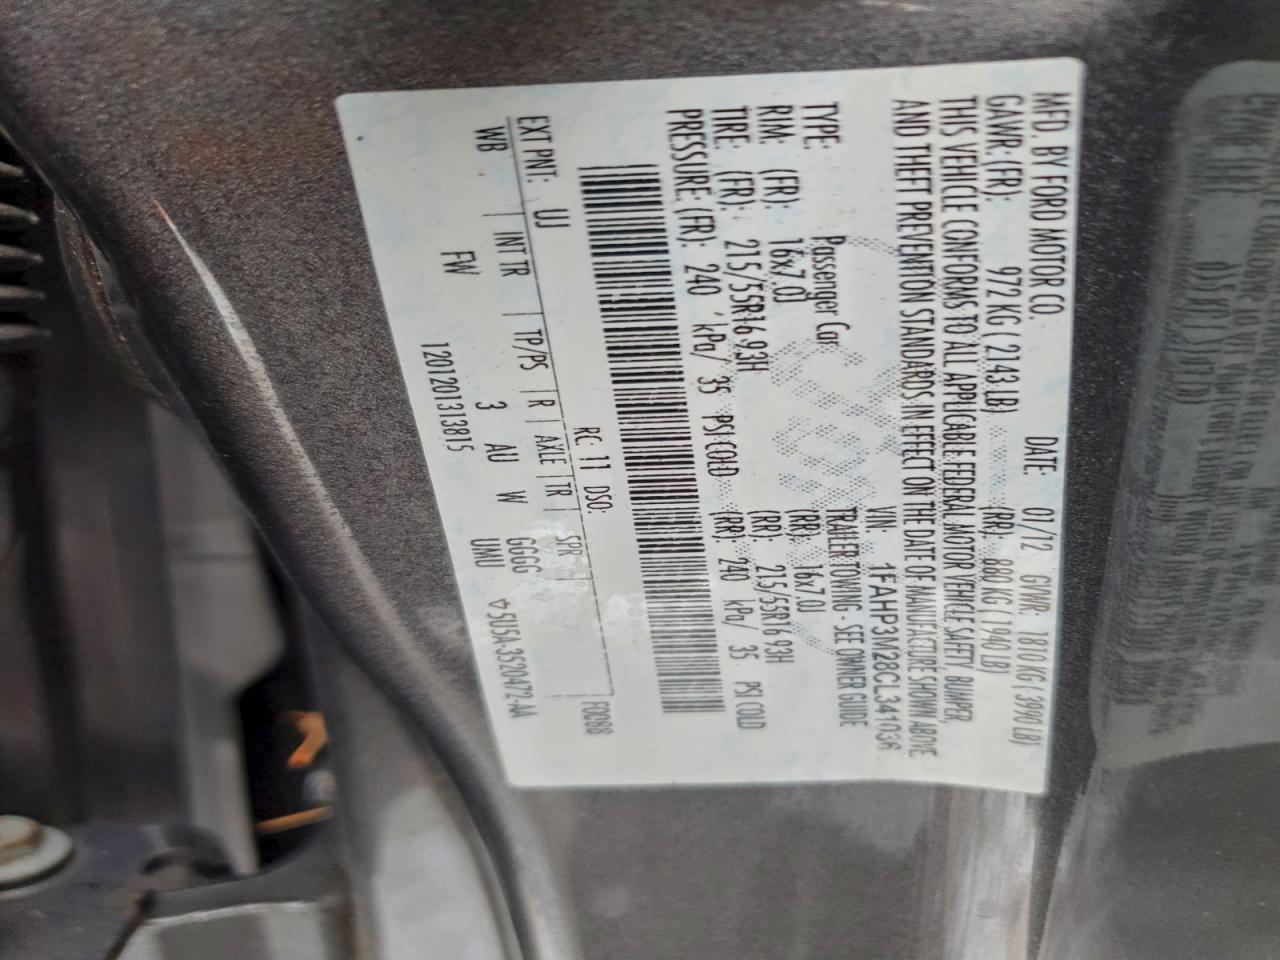 MFD. BY FORD MOTOR CO. DATE: 01/12 GVWR: 1810 KG ( 3990 LB)
GAWR: (FR): 972 KG ( 2143 LB) (RR): 880 KG ( 1940 LB)
THIS VEHICLE CONFORMS TO ALL APPLICABLE FEDERAL MOTOR VEHICLE SAFETY, BUMPER,
AND THEFT PREVENTION STANDARDS IN EFFECT ON THE DATE OF MANUFACTURE SHOWN ABOVE
VIN: 1FAHP3M28CL341036
TYPE: Passenger Car TRAILER TOWING - SEE OWNER GUIDE
RIM: (FR): 16x7.0J (RR): 16x7.0J
TIRE: (FR): 215/55R16 93H (RR): 215/55R16 93H
PRESSURE: (FR): 240 kPa/ 35 PSI COLD (RR): 240 kPa/ 35 PSI COLD
EXT PNT: UJ RC: 11 DSO: F0268
WB INT TR TP/PS R AXLE TR SPR
FW 3 AU W GGGG
1201201313815 UMU 5U5A-3520472-AA